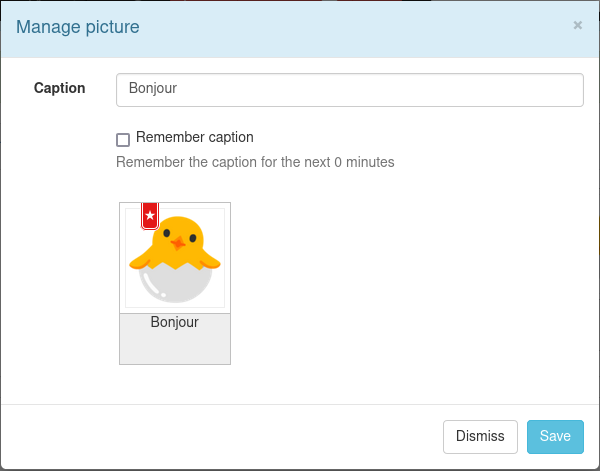 Manage picture
×
Caption
Bonjour
Remember caption
Remember the caption for the next 0 minutes
Bonjour
Dismiss
Save